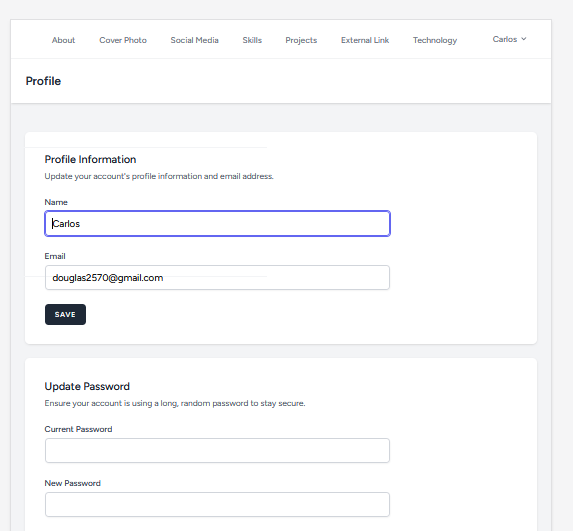 About Cover Photo Social Media Skills Projects External Link Technology Carlos
Profile
Profile Information
Update your account's profile information and email address.
Name
Carlos
Email
douglas2570@gmail.com
SAVE
Update Password
Ensure your account is using a long, random password to stay secure.
Current Password
New Password